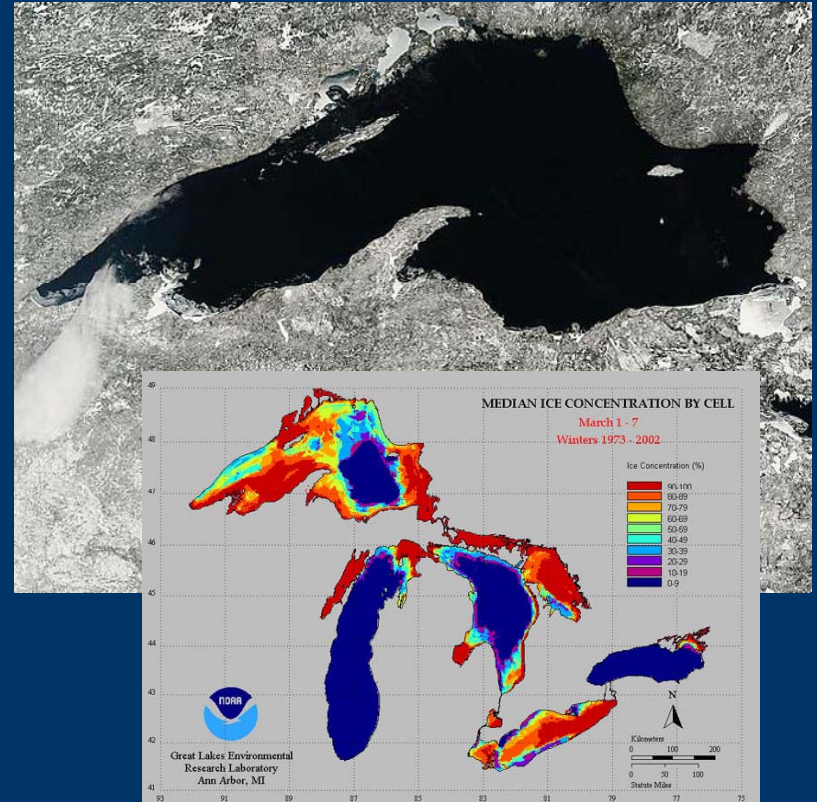 49
48
47
46
45
44
43
42
41
93
91
89
87
85
83
81
79
77
75
MEDIAN ICE CONCENTRATION BY CELL
March 1 - 7
Winters 1973 - 2002
Ice Concentration (%)
90-100
80-89
70-79
60-69
50-59
40-49
30-39
20-29
10-19
0-9
NOAA
Great Lakes Environmental
Research Laboratory
Ann Arbor, MI
N
Kilometers
0 100 200
0 50 100
Statute Miles